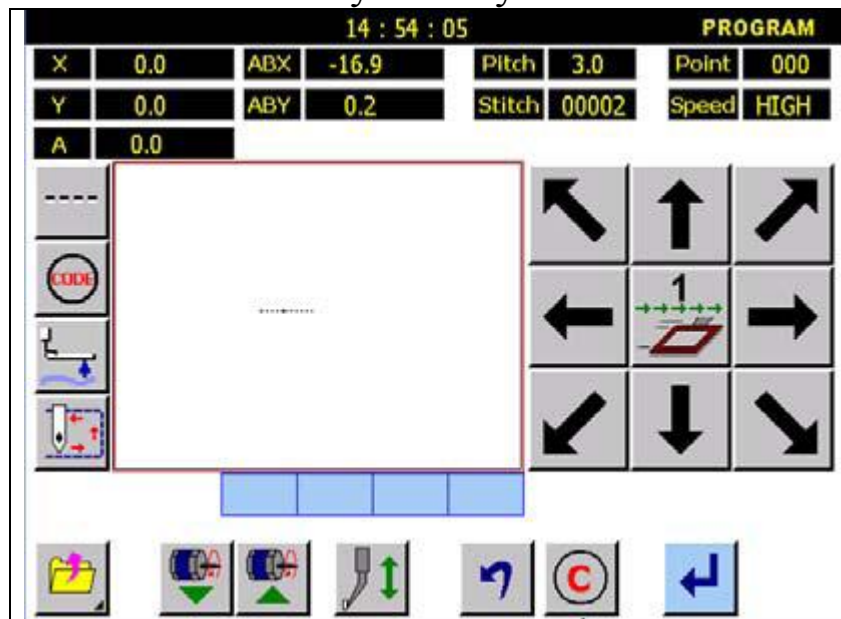 14 : 54 : 05 PROGRAM
X 0.0 ABX -16.9 Pitch 3.0 Point 000
Y 0.0 ABY 0.2 Stitch 00002 Speed HIGH
A 0.0
CODE
1
C